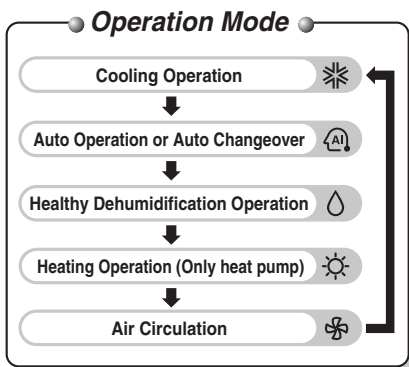 Operation Mode
Cooling Operation
Auto Operation or Auto Changeover
AI
Healthy Dehumidification Operation
Heating Operation (Only heat pump)
Air Circulation